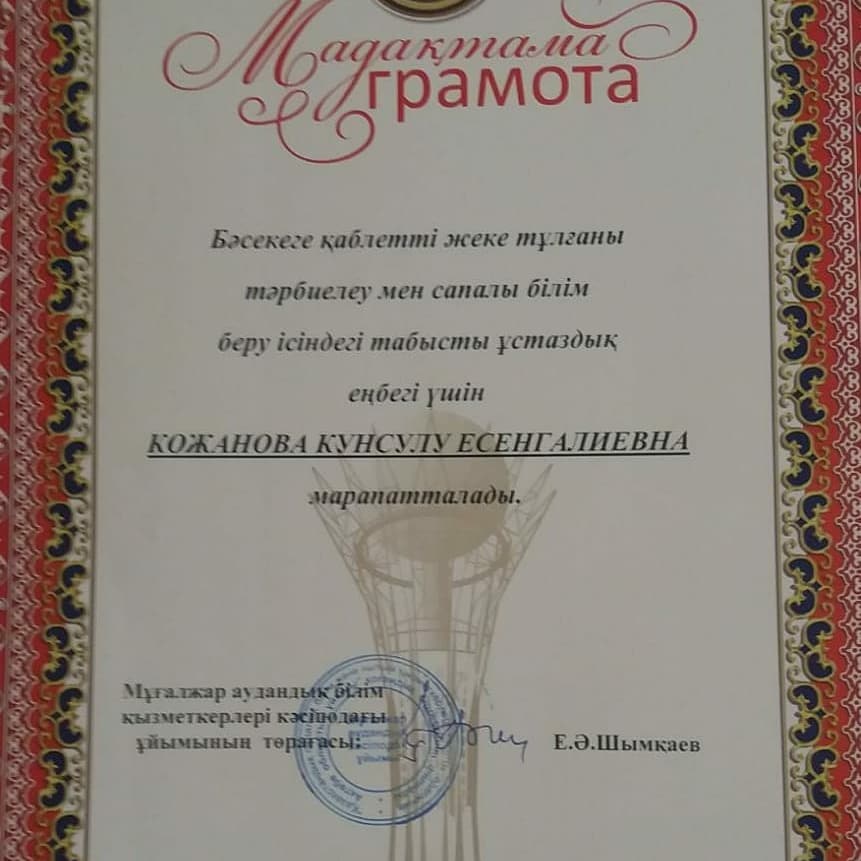 Мадақтама
грамота
Бәсекеге қаблетті жеке тұлғаны
тәрбиелеу мен сапалы білім
беру ісіндегі табысты ұстаздық
еңбегі үшін
КОЖАНОВА КУНСУЛУ ЕСЕНГАЛИЕВНА
марапатталады.
Мұғалжар аудандық білім
қызметкерлері кәсіподағы
ұйымының төрағасы:
Е.Ә.Шымқаев